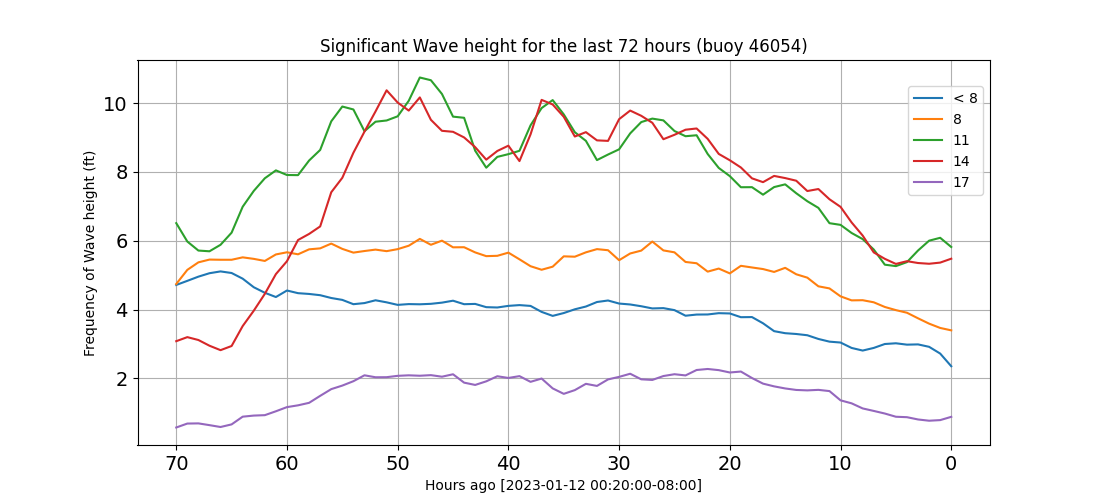 Significant Wave height for the last 72 hours (buoy 46054)
Frequency of Wave height (ft)
10
8
6
4
2
< 8
8
11
14
17
70 60 50 40 30 20 10 0
Hours ago [2023-01-12 00:20:00-08:00]